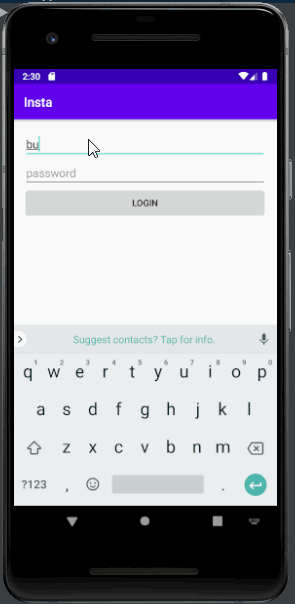 2:30
Insta
bu
password
LOGIN
Suggest contacts? Tap for info.
1 2 3 4 5 6 7 8 9 0
q w e r t y u i o p
a s d f g h j k l
z x c v b n m
?123 , .